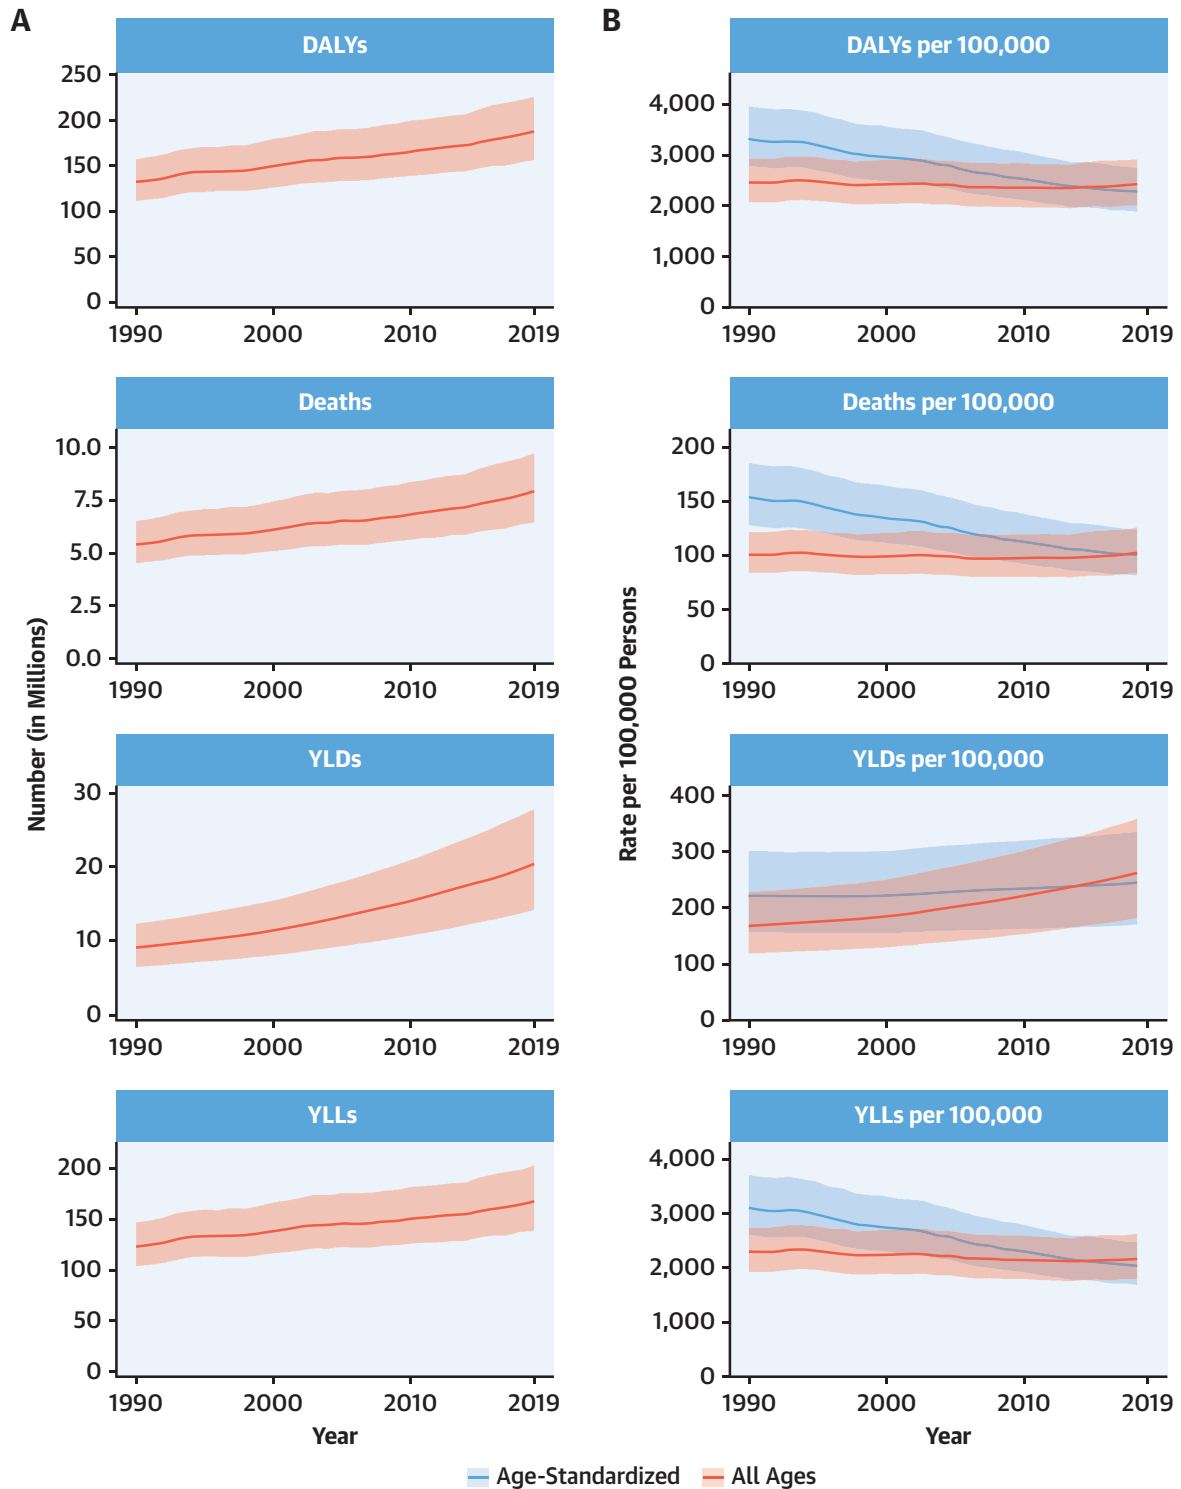 A
DALYs
250
200
150
100
50
0
1990 2000 2010 2019
Deaths
10.0
7.5
5.0
2.5
0.0
1990 2000 2010 2019
YLDs
30
20
10
0
1990 2000 2010 2019
YLLs
200
150
100
50
0
1990 2000 2010 2019
Year
Number (in Millions)
B
DALYs per 100,000
4,000
3,000
2,000
1,000
0
1990 2000 2010 2019
Deaths per 100,000
200
150
100
50
0
1990 2000 2010 2019
YLDs per 100,000
400
300
200
100
0
1990 2000 2010 2019
YLLs per 100,000
4,000
3,000
2,000
1,000
0
1990 2000 2010 2019
Year
Rate per 100,000 Persons
Age-Standardized All Ages